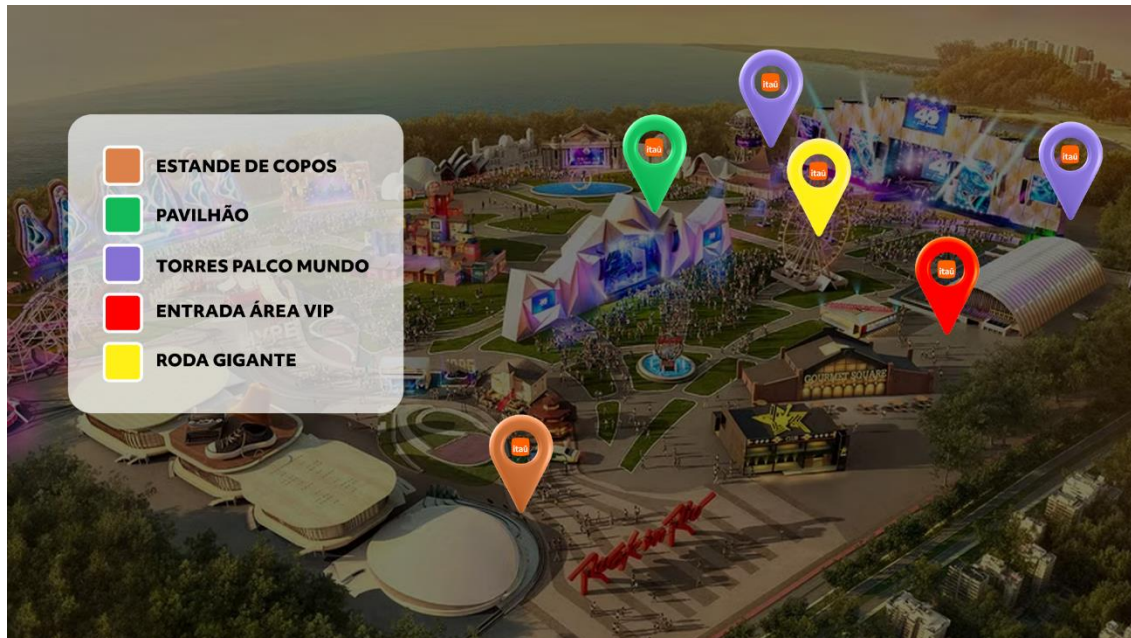 ESTANDE DE COPOS
PAVILHÃO
TORRES PALCO MUNDO
ENTRADA ÁREA VIP
RODA GIGANTE
itaú
itaú
itaú
itaú
itaú
itaú
GOURMET SQUARE
Rock in Rio